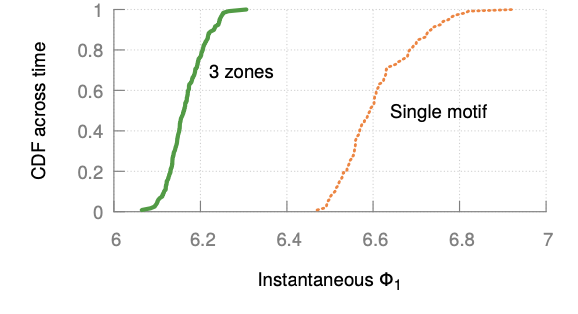 1
0.8
0.6
0.4
0.2
0
CDF across time
3 zones
Single motif
6 6.2 6.4 6.6 6.8 7
Instantaneous Φ₁